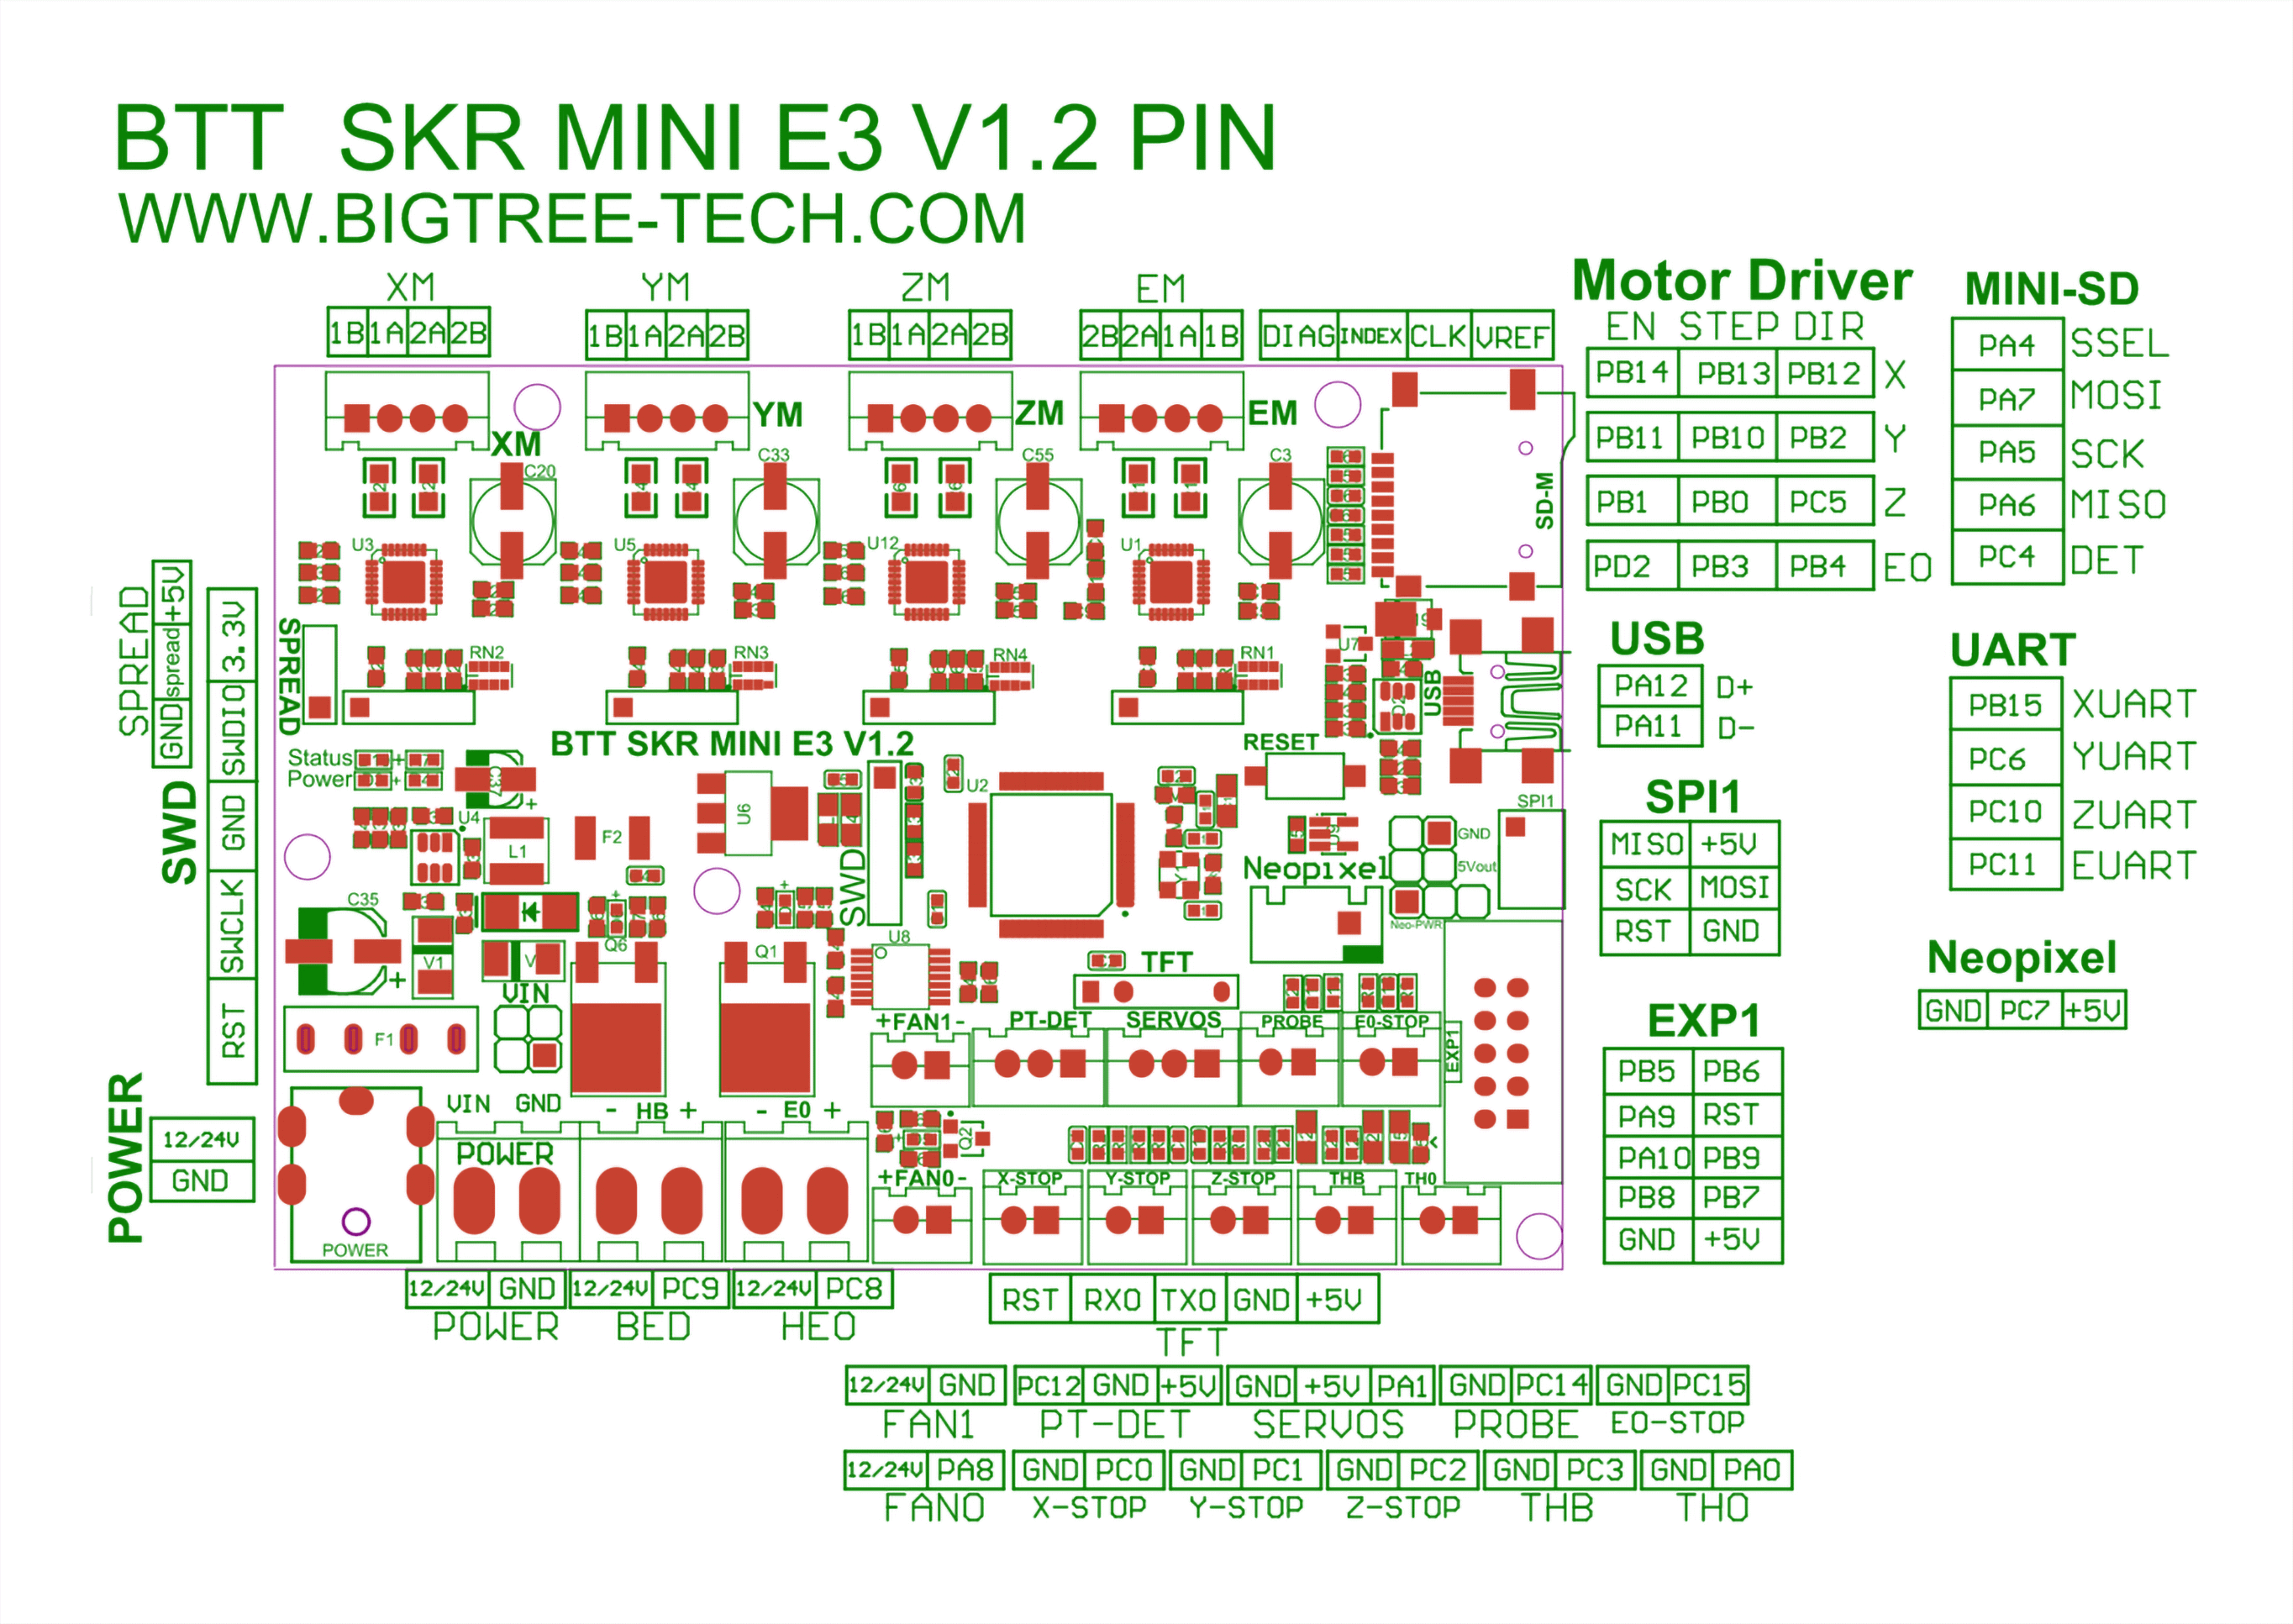 BTT SKR MINI E3 V1.2 PIN
WWW.BIGTREE-TECH.COM
XM
YM
ZM
EM
1B 1A 2A 2B
1B 1A 2A 2B
1B 1A 2A 2B
2B 2A 1A 1B
DIAG INDEX CLK VREF
Motor Driver
EN STEP DIR
PB14 PB13 PB12 X
PB11 PB10 PB2 Y
PB1 PB0 PC5 Z
PD2 PB3 PB4 E0
MINI-SD
PA4 SSEL
PA7 MOSI
PA5 SCK
PA6 MISO
PC4 DET
XM
YM
ZM
EM
C20
C33
C55
C3
SD-M
U3
U5
U12
U1
SPREAD
GND spread +5V
SWD
RST SWCLK GND SWDIO 3.3V
SPREAD
RN2
RN3
RN4
RN1
U7
USB
USB
PA12 D+
PA11 D-
UART
PB15 XUART
PC6 YUART
PC10 ZUART
PC11 EUART
BTT SKR MINI E3 V1.2
RESET
Status
Power
U4
L1
F2
U6
U2
SWD
Y1
Neopixel
GND
5Vout
Neo-PWR
SPI1
SPI1
MISO +5V
SCK MOSI
RST GND
C35
V1
VIN
Q6
Q1
U8
TFT
Neopixel
GND PC7 +5V
F1
+FAN1-
PT-DET
SERVOS
PROBE
E0-STOP
EXP1
EXP1
PB5 PB6
PA9 RST
PA10 PB9
PB8 PB7
GND +5V
POWER
12/24V
GND
VIN GND
- HB +
- E0 +
POWER
POWER
Q2
+FAN0-
X-STOP
Y-STOP
Z-STOP
THB
TH0
12/24V GND
POWER
12/24V PC9
BED
12/24V PC8
HE0
RST RX0 TX0 GND +5V
TFT
12/24V GND
PC12 GND +5V
GND +5V PA1
GND PC14
GND PC15
FAN1
PT-DET
SERVOS
PROBE
E0-STOP
12/24V PA8
GND PC0
GND PC1
GND PC2
GND PC3
GND PA0
FAN0
X-STOP
Y-STOP
Z-STOP
THB
TH0